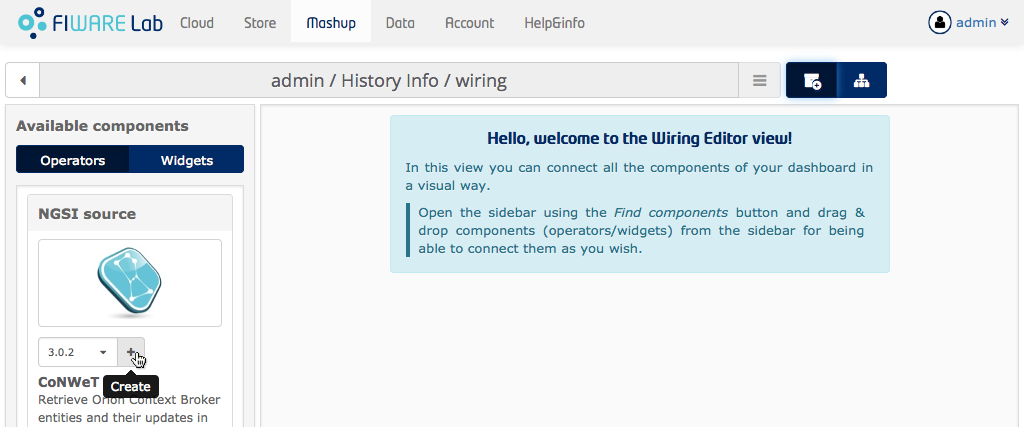 FIWARE Lab Cloud Store Mashup Data Account Help&info admin
admin / History Info / wiring
Available components
Operators Widgets
NGSI source
3.0.2
Create
CoNWeT
Retrieve Orion Context Broker
entities and their updates in
Hello, welcome to the Wiring Editor view!
In this view you can connect all the components of your dashboard in
a visual way.
Open the sidebar using the Find components button and drag &
drop components (operators/widgets) from the sidebar for being
able to connect them as you wish.